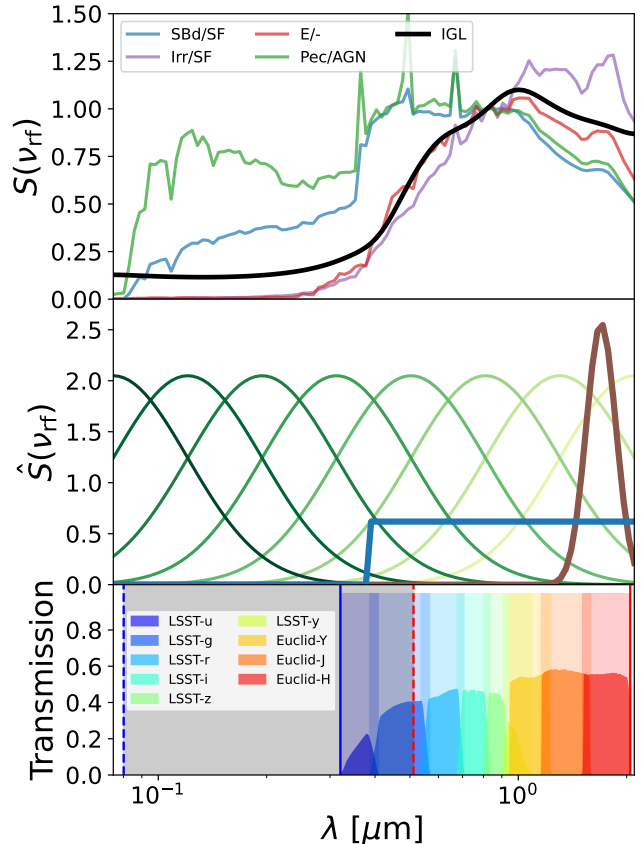 SBd/SF
Irr/SF
E/-
Pec/AGN
IGL
S(ν_rf)
1.50
1.25
1.00
0.75
0.50
0.25
0.00
Ŝ(ν_rf)
2.5
2.0
1.5
1.0
0.5
0.0
Transmission
0.8
0.6
0.4
0.2
0.0
LSST-u
LSST-g
LSST-r
LSST-i
LSST-z
LSST-y
Euclid-Y
Euclid-J
Euclid-H
10⁻¹
10⁰
λ [μm]